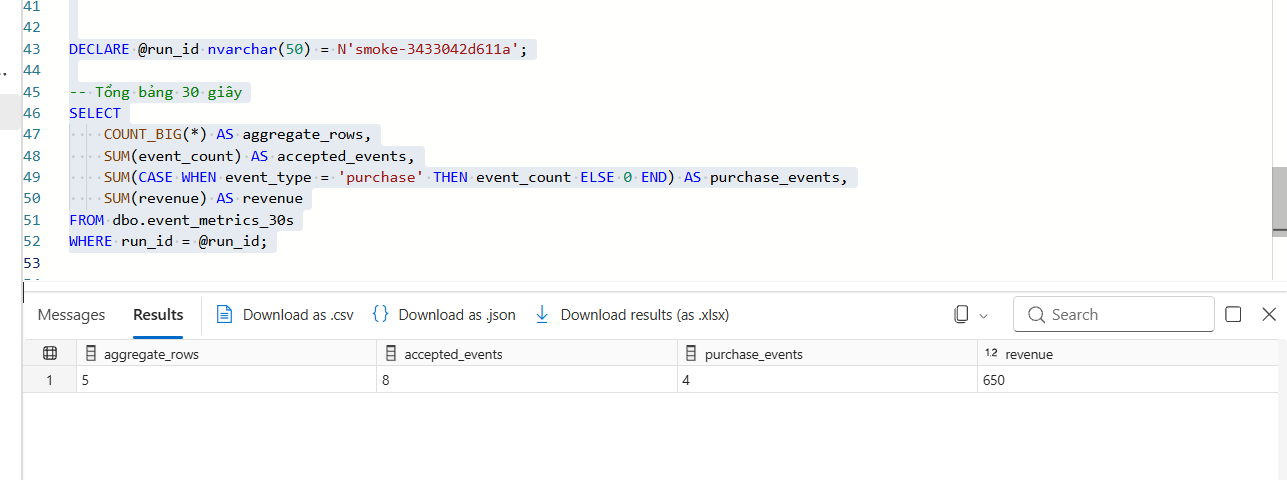 41
42
43 DECLARE @run_id nvarchar(50) = N'smoke-3433042d611a';
44
45 -- Tổng bảng 30 giây
46 SELECT
47 COUNT_BIG(*) AS aggregate_rows,
48 SUM(event_count) AS accepted_events,
49 SUM(CASE WHEN event_type = 'purchase' THEN event_count ELSE 0 END) AS purchase_events,
50 SUM(revenue) AS revenue
51 FROM dbo.event_metrics_30s
52 WHERE run_id = @run_id;
53
Messages Results Download as .csv {} Download as .json Download results (as .xlsx) Search
aggregate_rows accepted_events purchase_events 1.2 revenue
1 5 8 4 650